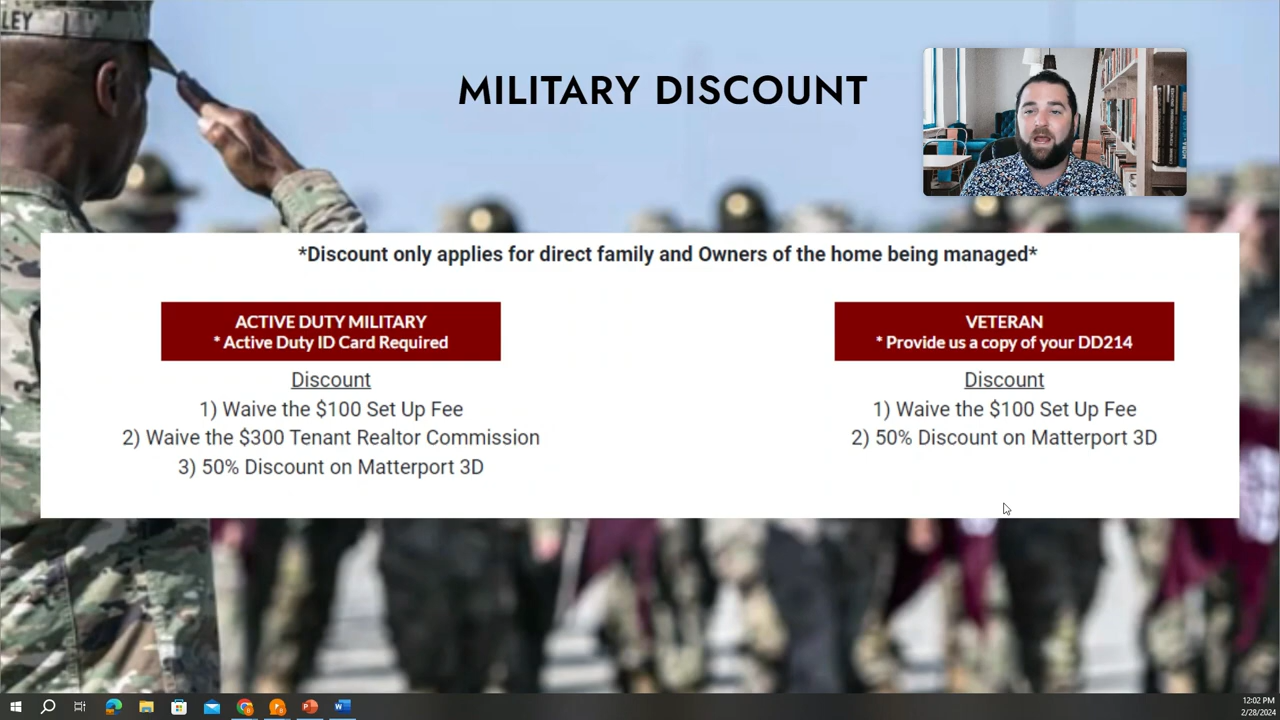 LEY
MILITARY DISCOUNT
*Discount only applies for direct family and Owners of the home being managed*
ACTIVE DUTY MILITARY
* Active Duty ID Card Required
Discount
1) Waive the $100 Set Up Fee
2) Waive the $300 Tenant Realtor Commission
3) 50% Discount on Matterport 3D
VETERAN
* Provide us a copy of your DD214
Discount
1) Waive the $100 Set Up Fee
2) 50% Discount on Matterport 3D
12:02 PM
2/28/2024